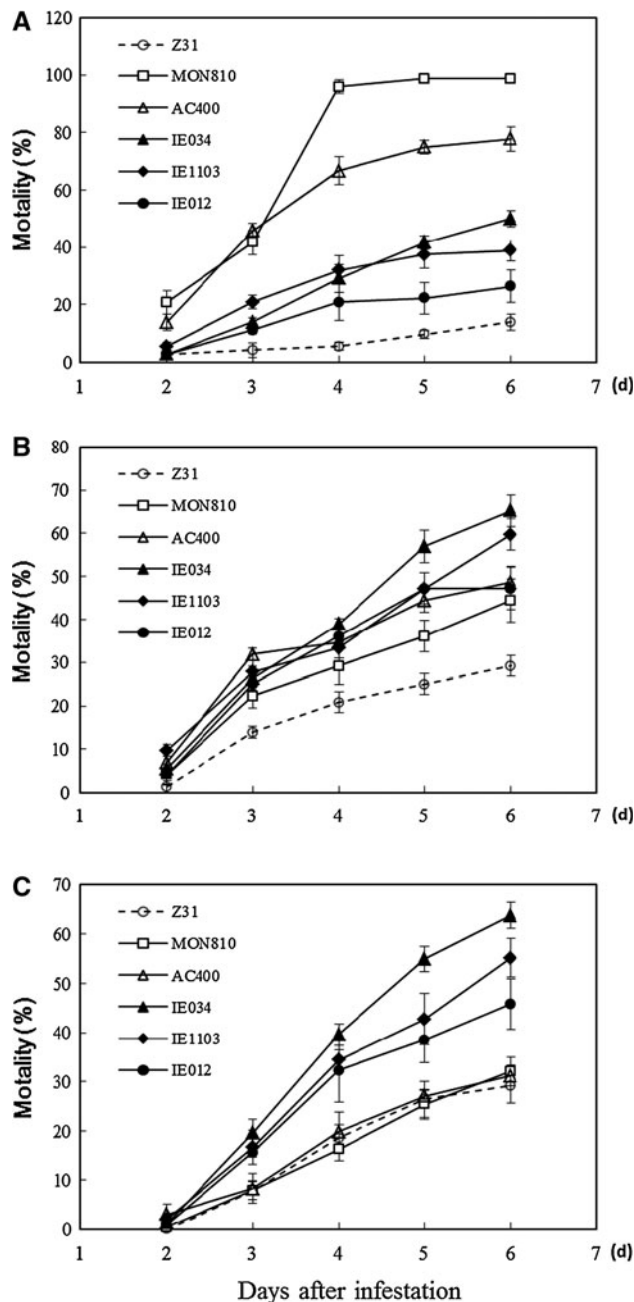 A
120
100
80
60
40
20
0
Motality (%)
Z31
MON810
AC400
IE034
IE1103
IE012
1 2 3 4 5 6 7 (d)
B
80
70
60
50
40
30
20
10
0
Motality (%)
Z31
MON810
AC400
IE034
IE1103
IE012
1 2 3 4 5 6 7 (d)
C
70
60
50
40
30
20
10
0
Motality (%)
Z31
MON810
AC400
IE034
IE1103
IE012
1 2 3 4 5 6 7 (d)
Days after infestation